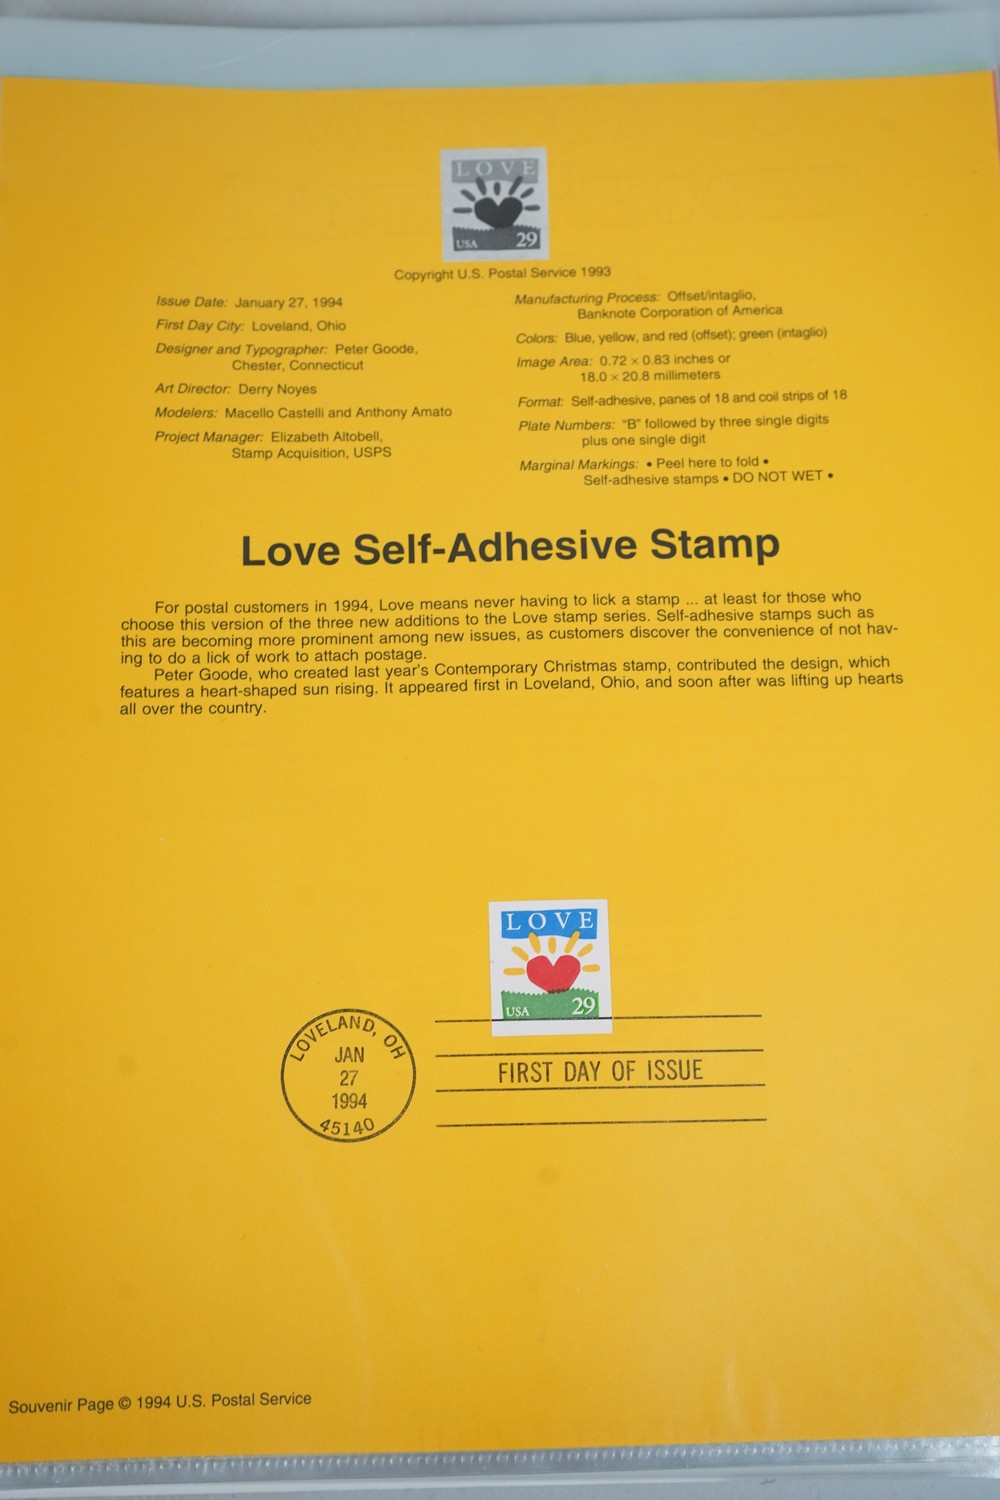 LOVE
USA 29
Copyright U.S. Postal Service 1993
Issue Date: January 27, 1994
First Day City: Loveland, Ohio
Designer and Typographer: Peter Goode,
Chester, Connecticut
Art Director: Derry Noyes
Modelers: Macello Castelli and Anthony Amato
Project Manager: Elizabeth Altobell,
Stamp Acquisition, USPS
Manufacturing Process: Offset/intaglio,
Banknote Corporation of America
Colors: Blue, yellow, and red (offset); green (intaglio)
Image Area: 0.72 × 0.83 inches or
18.0 × 20.8 millimeters
Format: Self-adhesive, panes of 18 and coil strips of 18
Plate Numbers: “B” followed by three single digits
plus one single digit
Marginal Markings: • Peel here to fold •
Self-adhesive stamps • DO NOT WET •
Love Self-Adhesive Stamp
For postal customers in 1994, Love means never having to lick a stamp ... at least for those who
choose this version of the three new additions to the Love stamp series. Self-adhesive stamps such as
this are becoming more prominent among new issues, as customers discover the convenience of not hav-
ing to do a lick of work to attach postage.
Peter Goode, who created last year's Contemporary Christmas stamp, contributed the design, which
features a heart-shaped sun rising. It appeared first in Loveland, Ohio, and soon after was lifting up hearts
all over the country.
LOVE
USA 29
LOVELAND, OH
JAN
27
1994
45140
FIRST DAY OF ISSUE
Souvenir Page © 1994 U.S. Postal Service